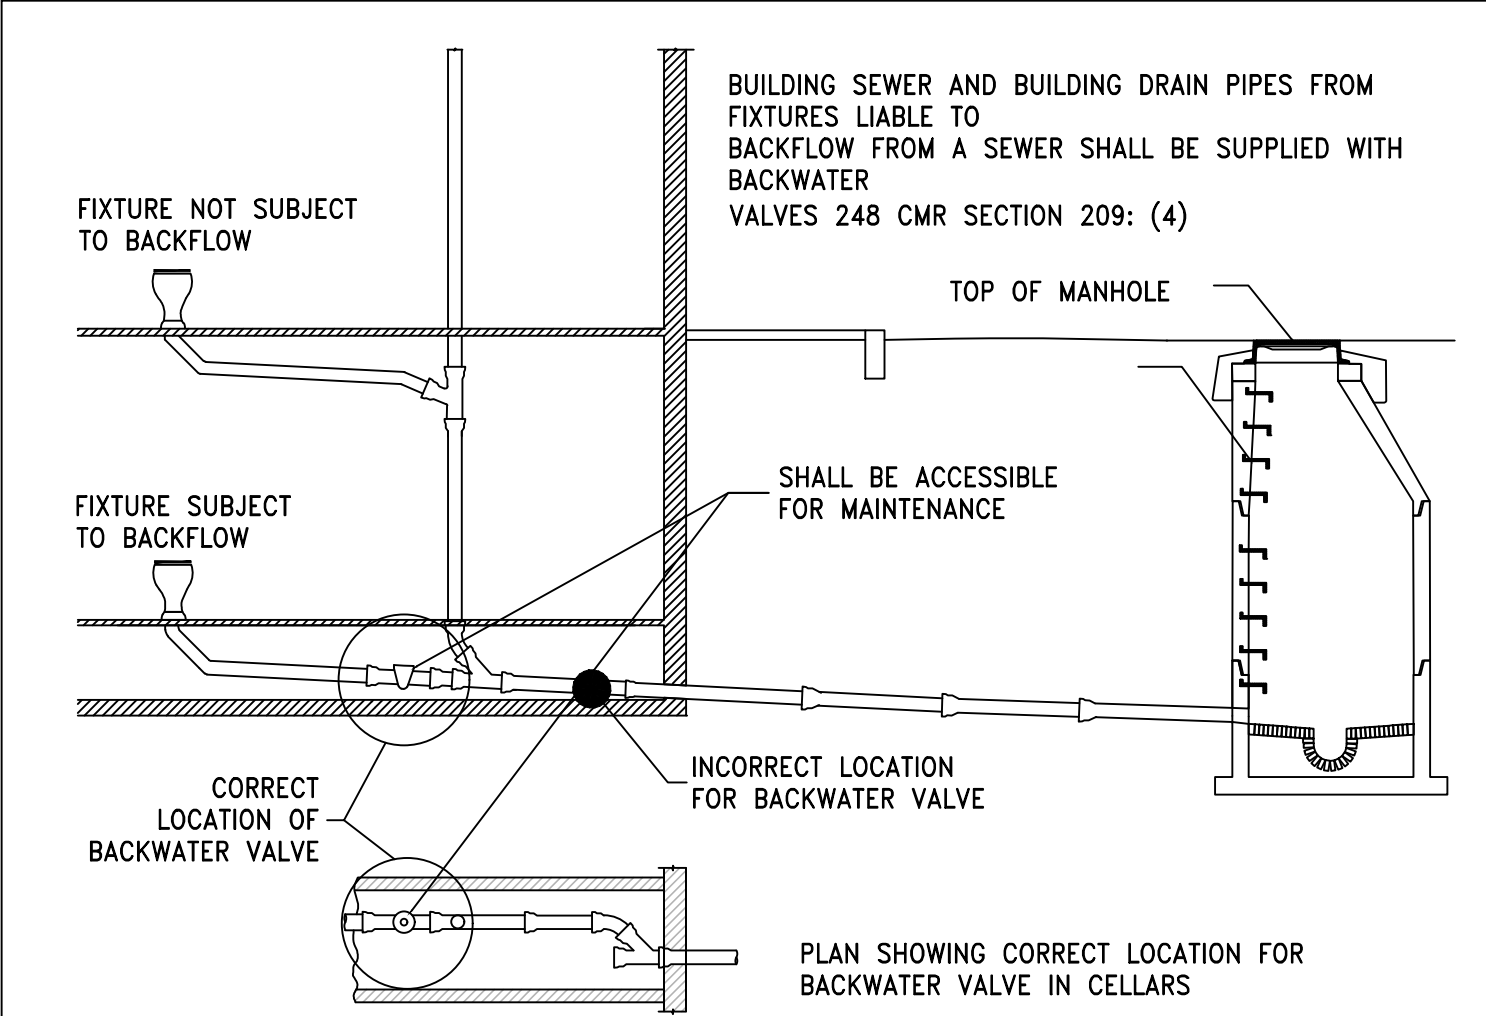 BUILDING SEWER AND BUILDING DRAIN PIPES FROM
FIXTURES LIABLE TO
BACKFLOW FROM A SEWER SHALL BE SUPPLIED WITH
BACKWATER
VALVES 248 CMR SECTION 209: (4)
FIXTURE NOT SUBJECT
TO BACKFLOW
TOP OF MANHOLE
SHALL BE ACCESSIBLE
FOR MAINTENANCE
FIXTURE SUBJECT
TO BACKFLOW
INCORRECT LOCATION
FOR BACKWATER VALVE
CORRECT
LOCATION OF
BACKWATER VALVE
PLAN SHOWING CORRECT LOCATION FOR
BACKWATER VALVE IN CELLARS